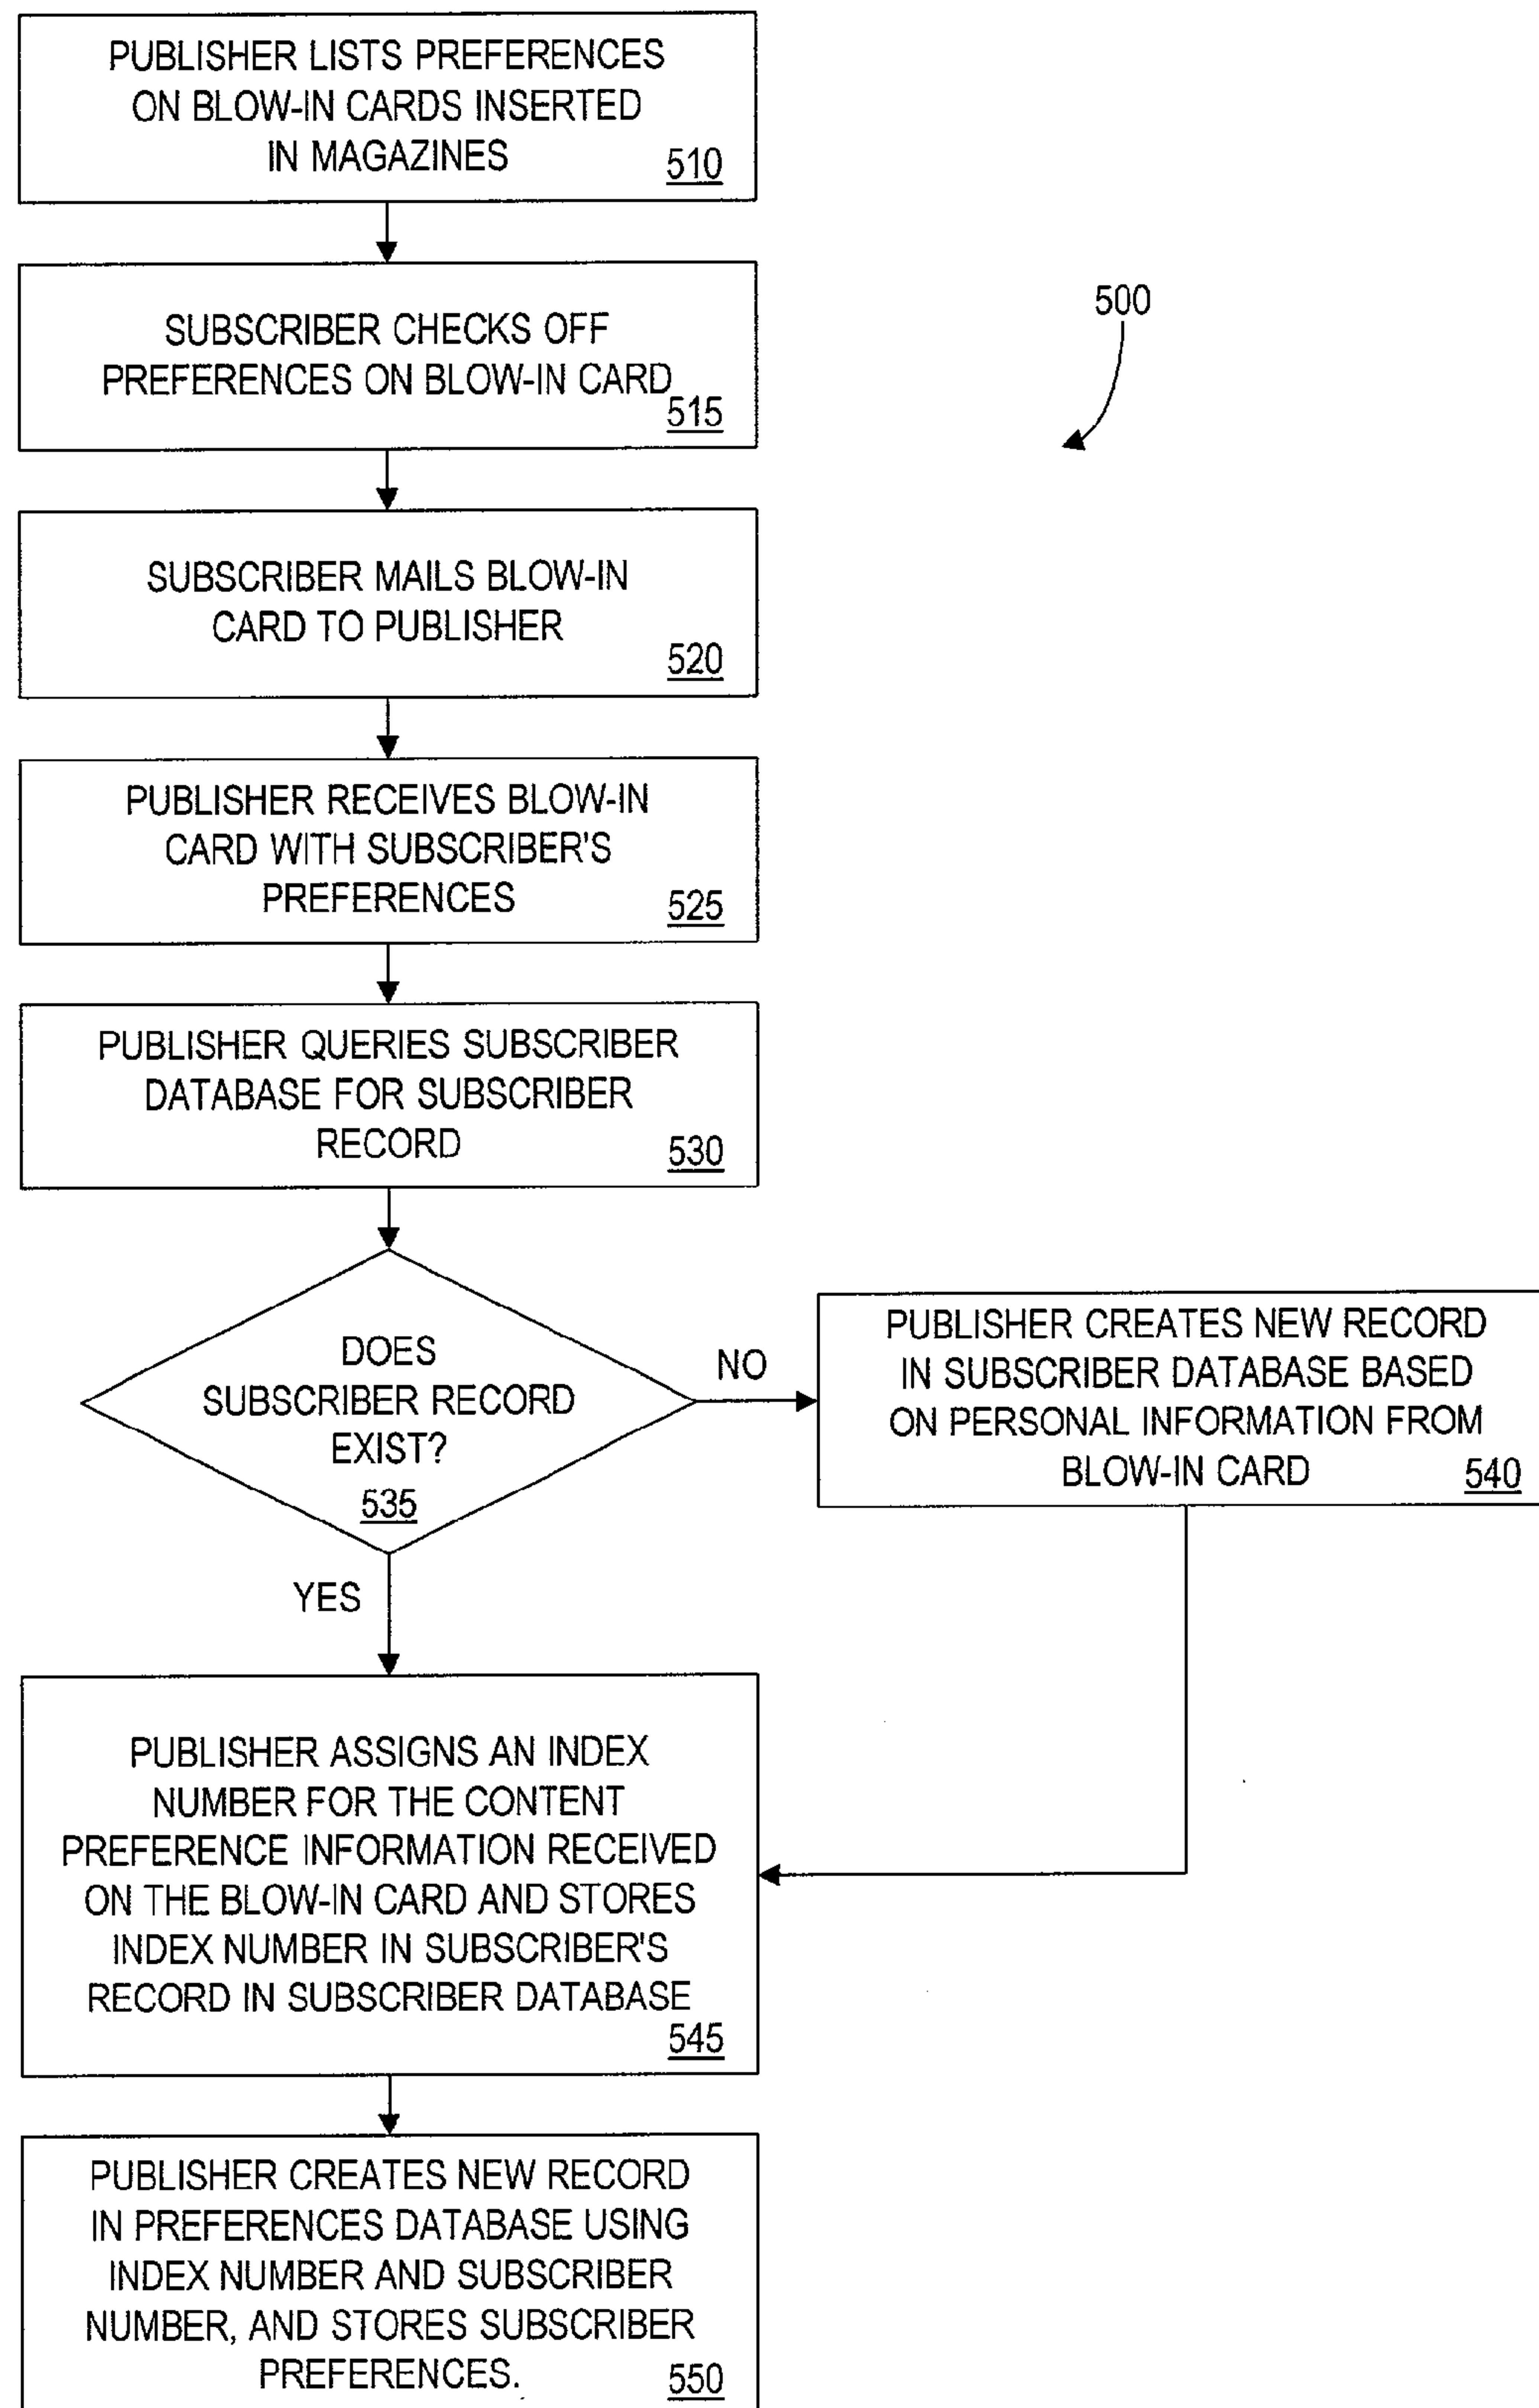 PUBLISHER LISTS PREFERENCES
ON BLOW-IN CARDS INSERTED
IN MAGAZINES
510
SUBSCRIBER CHECKS OFF
PREFERENCES ON BLOW-IN CARD
515
500
SUBSCRIBER MAILS BLOW-IN
CARD TO PUBLISHER
520
PUBLISHER RECEIVES BLOW-IN
CARD WITH SUBSCRIBER'S
PREFERENCES
525
PUBLISHER QUERIES SUBSCRIBER
DATABASE FOR SUBSCRIBER
RECORD
530
DOES
SUBSCRIBER RECORD
EXIST?
535
NO
PUBLISHER CREATES NEW RECORD
IN SUBSCRIBER DATABASE BASED
ON PERSONAL INFORMATION FROM
BLOW-IN CARD
540
YES
PUBLISHER ASSIGNS AN INDEX
NUMBER FOR THE CONTENT
PREFERENCE INFORMATION RECEIVED
ON THE BLOW-IN CARD AND STORES
INDEX NUMBER IN SUBSCRIBER'S
RECORD IN SUBSCRIBER DATABASE
545
PUBLISHER CREATES NEW RECORD
IN PREFERENCES DATABASE USING
INDEX NUMBER AND SUBSCRIBER
NUMBER, AND STORES SUBSCRIBER
PREFERENCES.
550